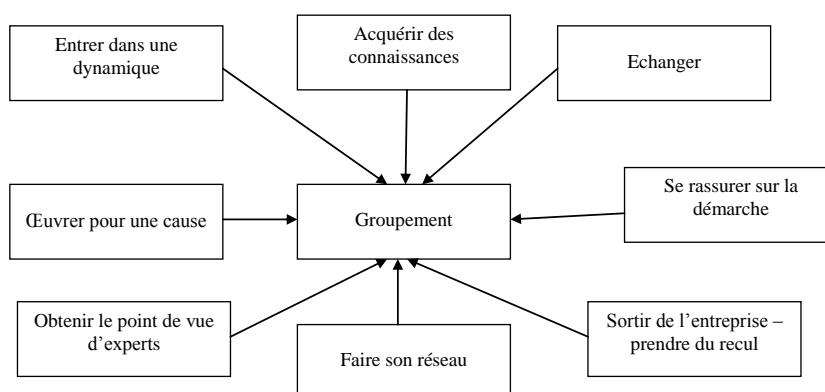 Entrer dans une
dynamique
Acquérir des
connaissances
Echanger
Œuvrer pour une cause
Groupement
Se rassurer sur la
démarche
Obtenir le point de vue
d’experts
Faire son réseau
Sortir de l’entreprise –
prendre du recul